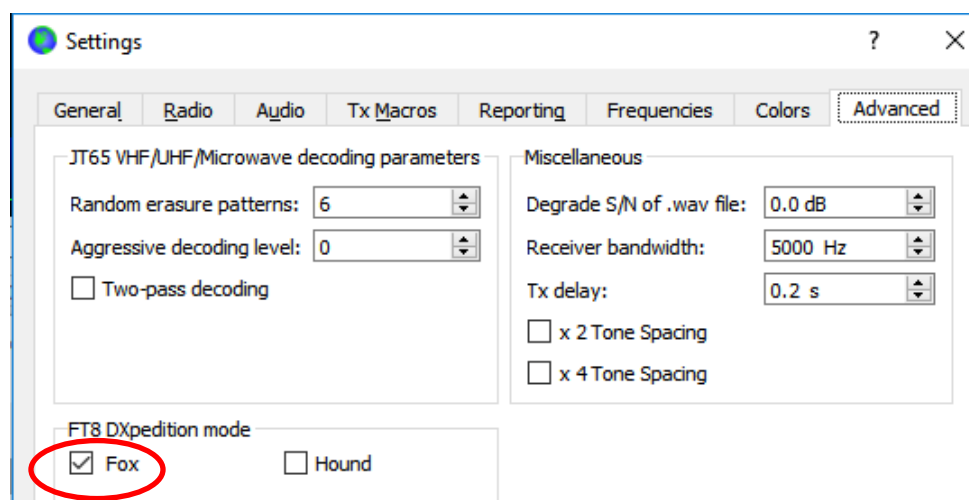 Settings
?
General Radio Audio Tx Macros Reporting Frequencies Colors Advanced
JT65 VHF/UHF/Microwave decoding parameters
Random erasure patterns: 6
Aggressive decoding level: 0
Two-pass decoding
Miscellaneous
Degrade S/N of .wav file: 0.0 dB
Receiver bandwidth: 5000 Hz
Tx delay: 0.2 s
x 2 Tone Spacing
x 4 Tone Spacing
FT8 DXpedition mode
Fox Hound